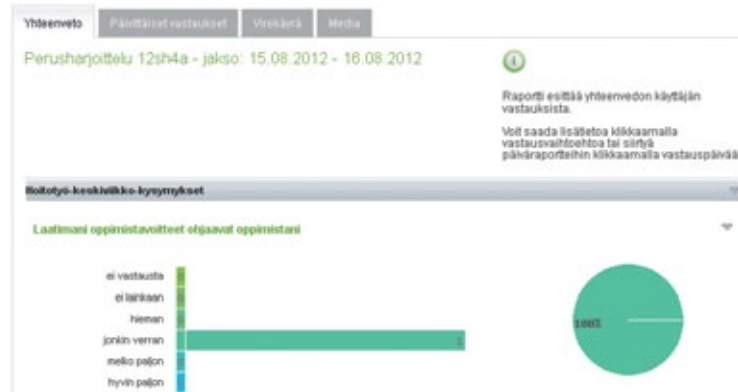 Yhteenveto Päivittäiset vastaukset Virekäyrä Media
Perusharjoittelu 12sh4a - jakso: 15.08.2012 - 16.08.2012
Raportti esittää yhteenvedon käyttäjän
vastauksista.
Voit saada lisätietoa klikkaamalla
vastausvaihtoehtoa tai siirtyä
päiväraportteihin klikkaamalla vastauspäivää
Hoitotyö-keskiviikko-kysymykset
Laatimani oppimistavoitteet ohjaavat oppimistani
ei vastausta
ei lainkaan
hieman
jonkin verran
melko paljon
hyvin paljon
100%